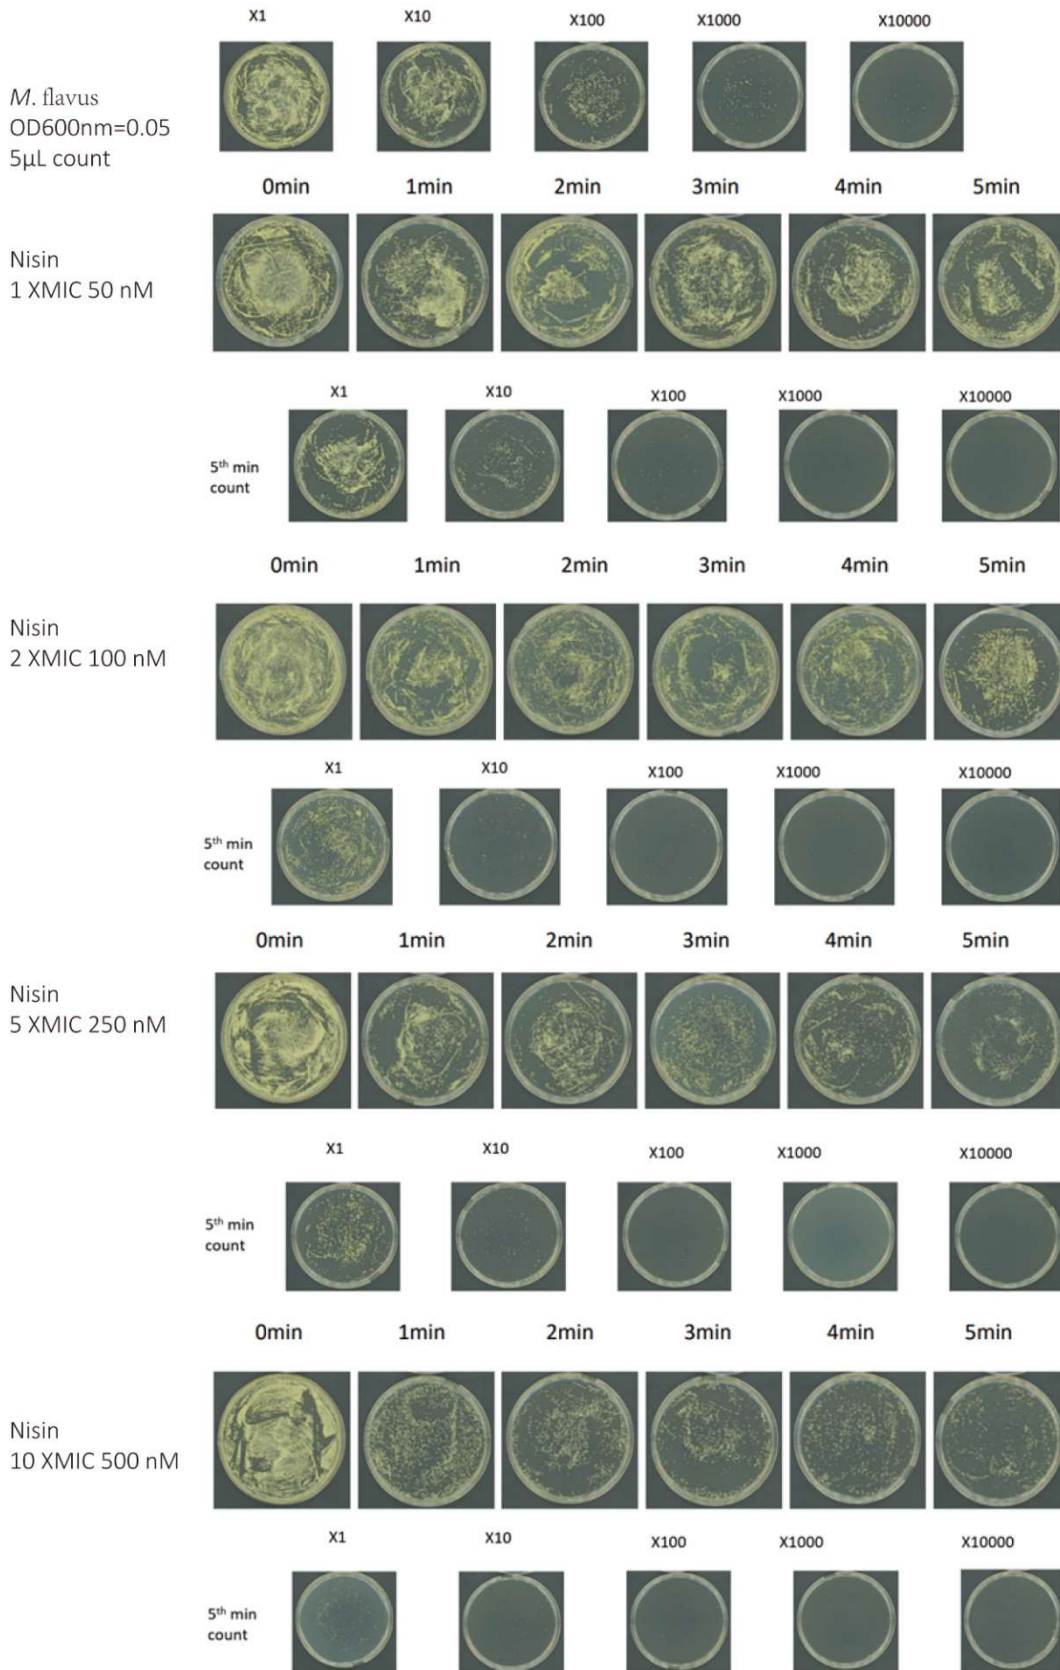 X1 X10 X100 X1000 X10000
M. flavus
OD600nm=0.05
5µL count
0min 1min 2min 3min 4min 5min
Nisin
1 XMIC 50 nM
X1 X10 X100 X1000 X10000
5th min
count
0min 1min 2min 3min 4min 5min
Nisin
2 XMIC 100 nM
X1 X10 X100 X1000 X10000
5th min
count
0min 1min 2min 3min 4min 5min
Nisin
5 XMIC 250 nM
X1 X10 X100 X1000 X10000
5th min
count
0min 1min 2min 3min 4min 5min
Nisin
10 XMIC 500 nM
X1 X10 X100 X1000 X10000
5th min
count